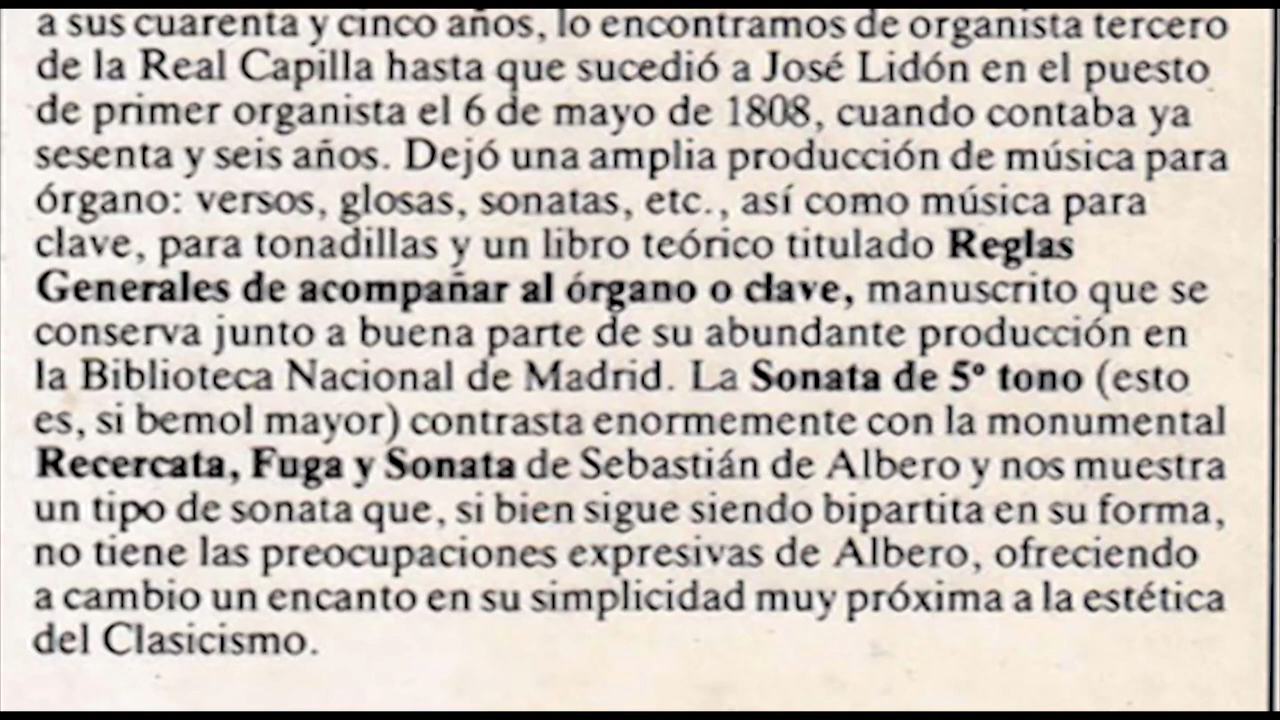 a sus cuarenta y cinco años, lo encontramos de organista tercero
de la Real Capilla hasta que sucedió a José Lidón en el puesto
de primer organista el 6 de mayo de 1808, cuando contaba ya
sesenta y seis años. Dejó una amplia producción de música para
órgano: versos, glosas, sonatas, etc., así como música para
clave, para tonadillas y un libro teórico titulado Reglas
Generales de acompañar al órgano o clave, manuscrito que se
conserva junto a buena parte de su abundante producción en
la Biblioteca Nacional de Madrid. La Sonata de 5º tono (esto
es, si bemol mayor) contrasta enormemente con la monumental
Recercata, Fuga y Sonata de Sebastián de Albero y nos muestra
un tipo de sonata que, si bien sigue siendo bipartita en su forma,
no tiene las preocupaciones expresivas de Albero, ofreciendo
a cambio un encanto en su simplicidad muy próxima a la estética
del Clasicismo.